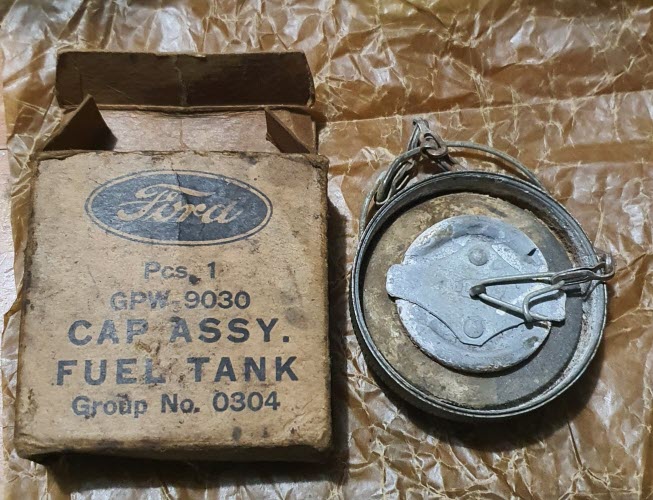 Ford
Pcs. 1
GPW 9030
CAP ASSY.
FUEL TANK
Group No. 0304